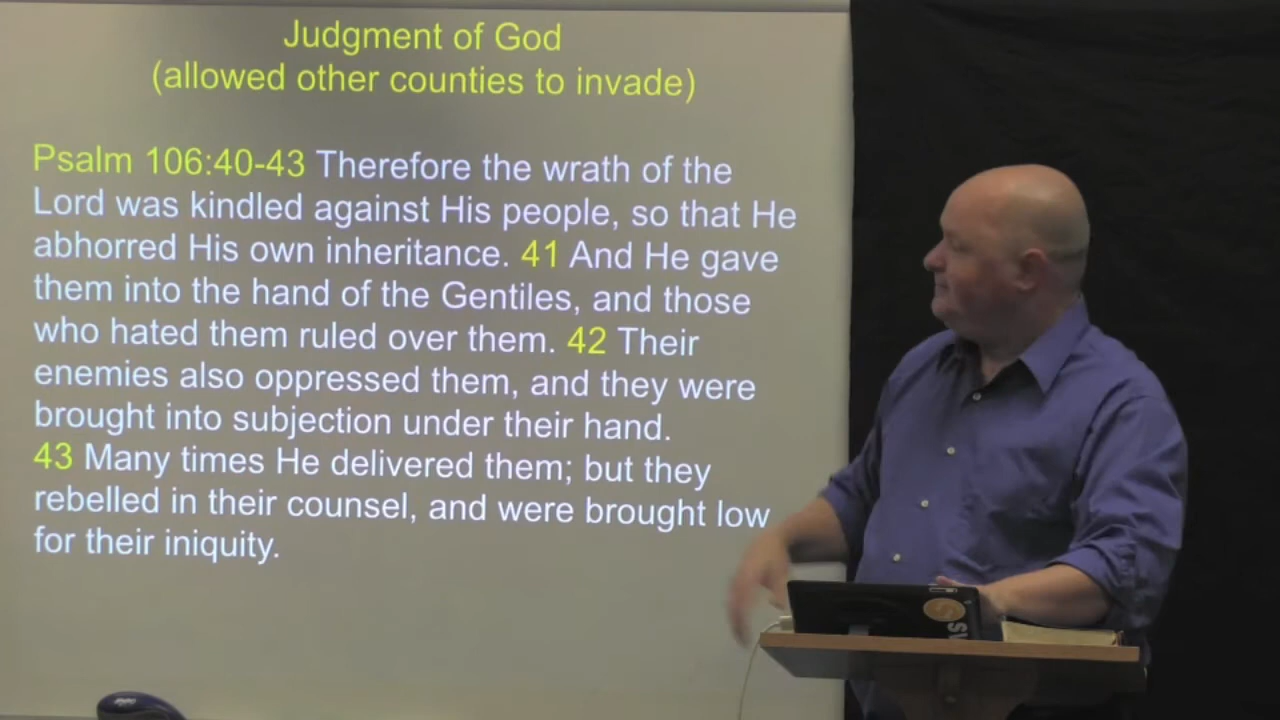 Judgment of God
(allowed other counties to invade)
Psalm 106:40-43 Therefore the wrath of the
Lord was kindled against His people, so that He
abhorred His own inheritance. 41 And He gave
them into the hand of the Gentiles, and those
who hated them ruled over them. 42 Their
enemies also oppressed them, and they were
brought into subjection under their hand.
43 Many times He delivered them; but they
rebelled in their counsel, and were brought low
for their iniquity.